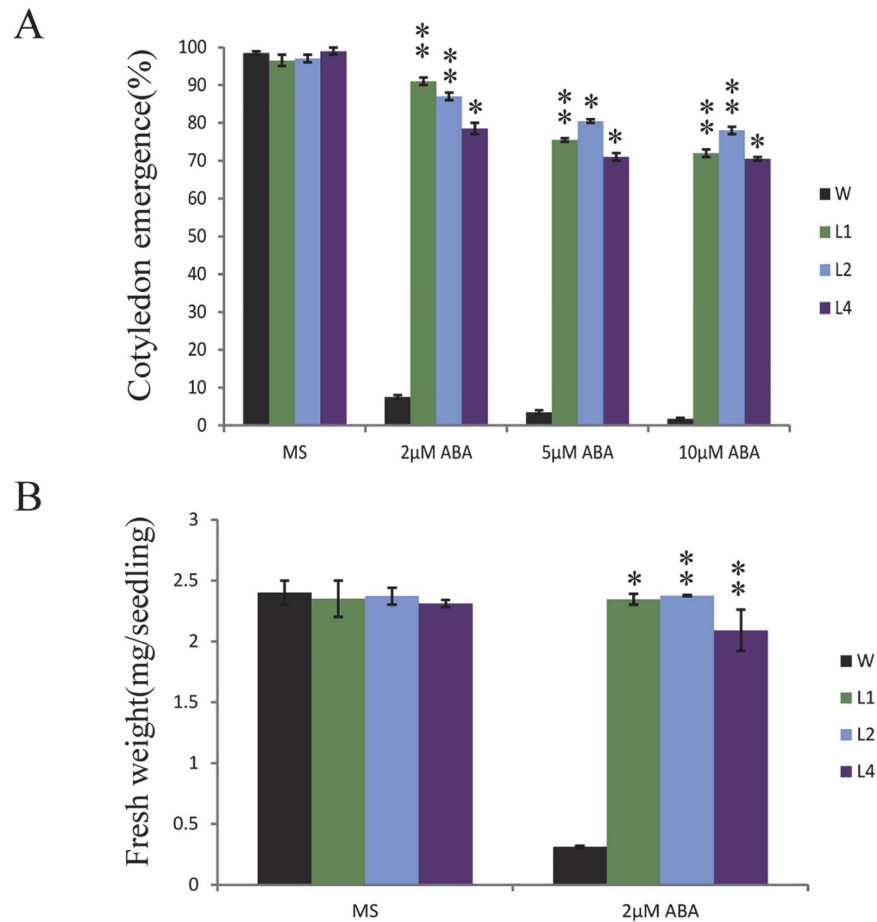 A
Cotyledon emergence(%)
100
90
80
70
60
50
40
30
20
10
0
**
**
*
**
*
*
**
**
*
MS
2μM ABA
5μM ABA
10μM ABA
W
L1
L2
L4
B
Fresh weight(mg/seedling)
3
2.5
2
1.5
1
0.5
0
*
**
**
MS
2μM ABA
W
L1
L2
L4